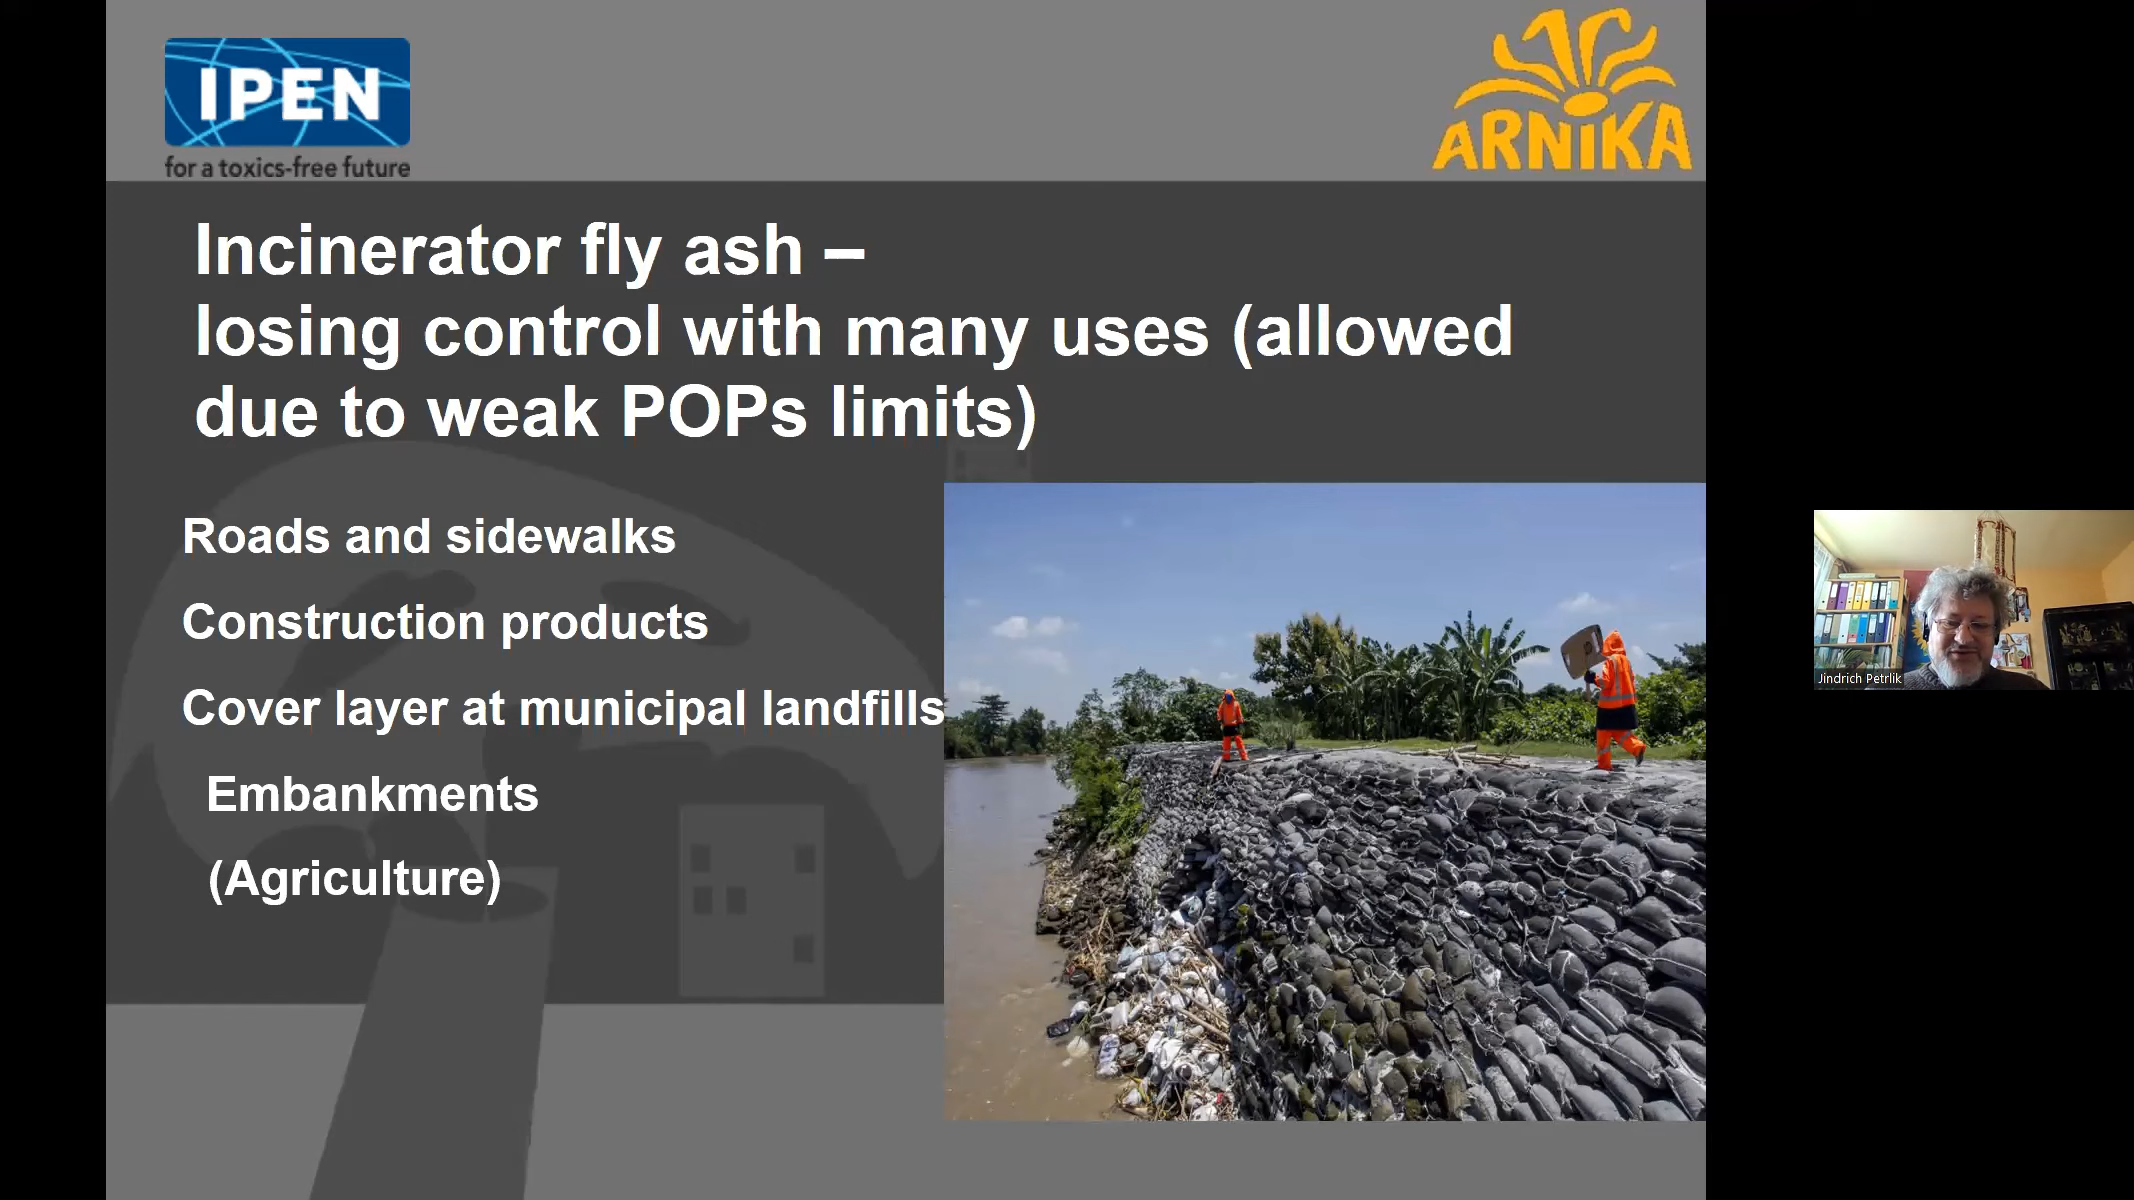 IPEN
for a toxics-free future
ARNIKA
Incinerator fly ash –
losing control with many uses (allowed
due to weak POPs limits)
Roads and sidewalks
Construction products
Cover layer at municipal landfills
Embankments
(Agriculture)
Jindrich Petrlik